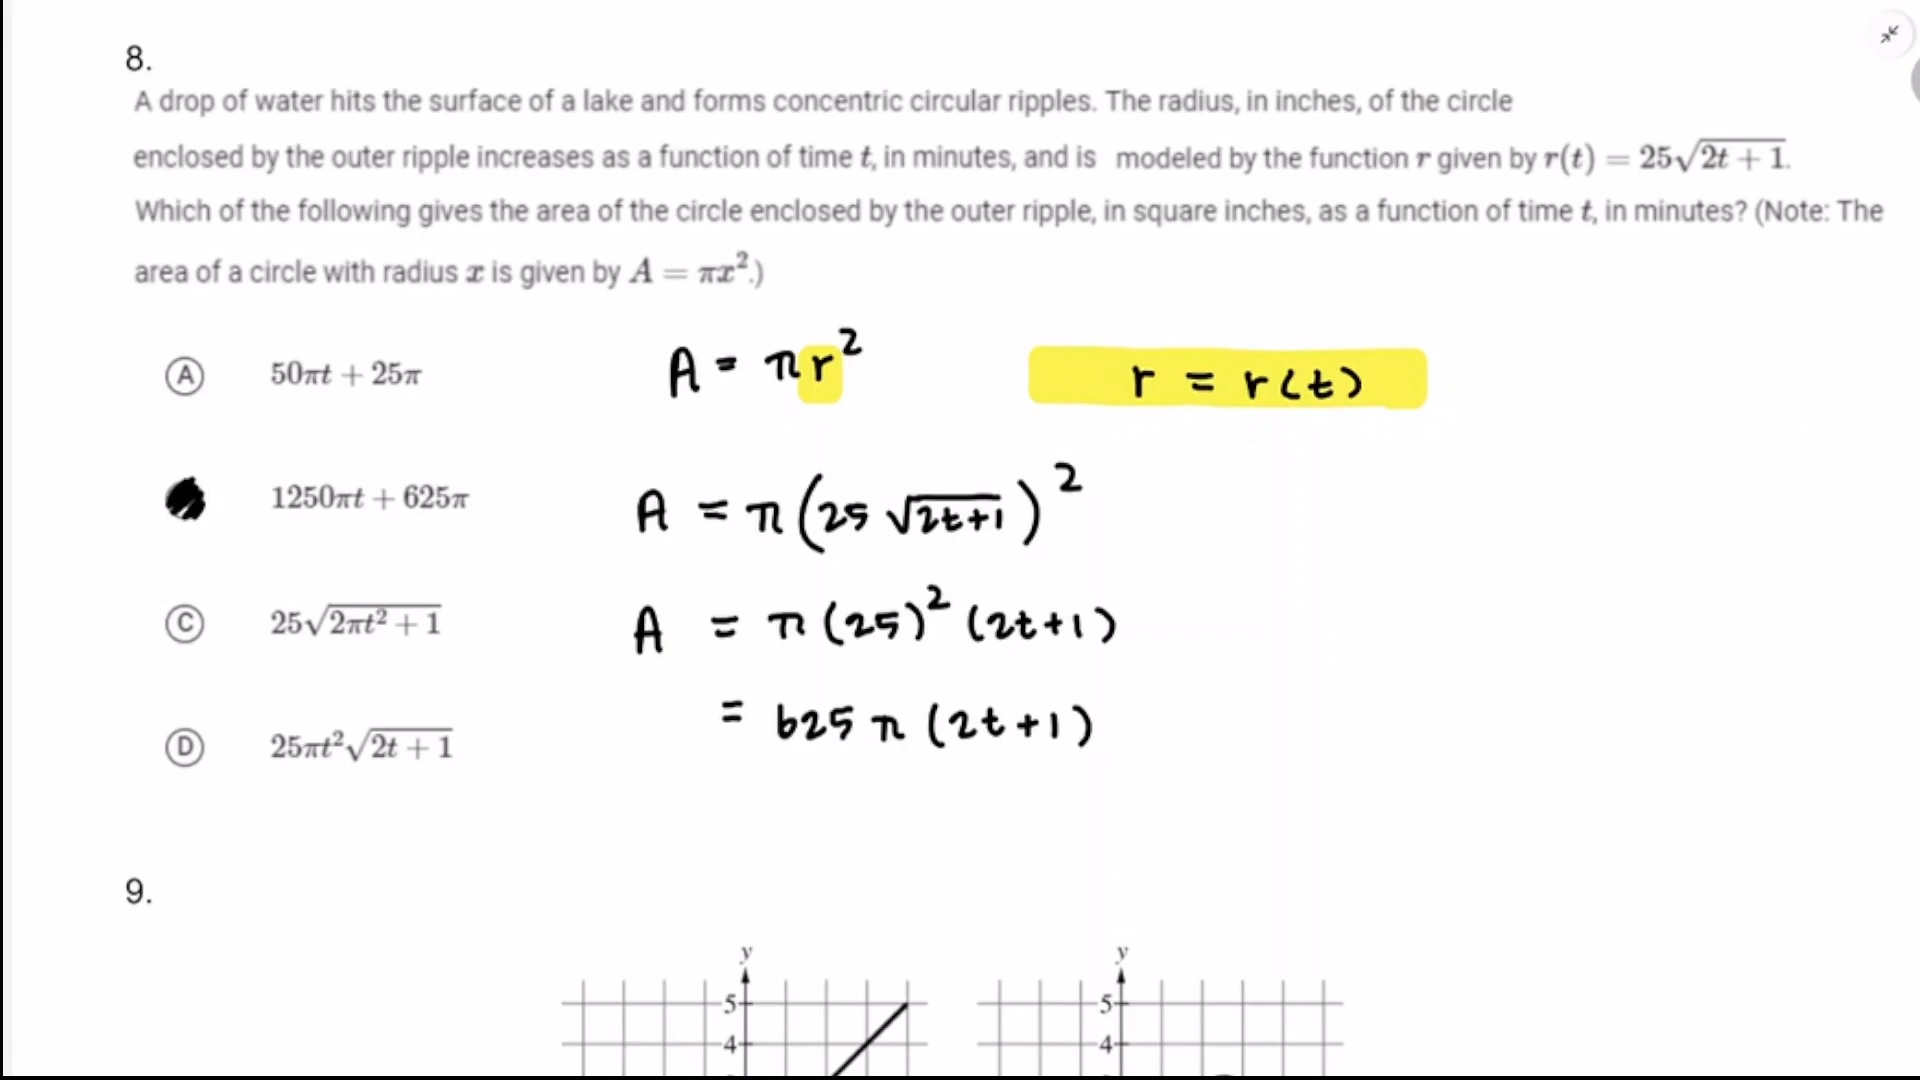 8.
A drop of water hits the surface of a lake and forms concentric circular ripples. The radius, in inches, of the circle
enclosed by the outer ripple increases as a function of time t, in minutes, and is modeled by the function r given by r(t) = 25√(2t + 1).
Which of the following gives the area of the circle enclosed by the outer ripple, in square inches, as a function of time t, in minutes? (Note: The
area of a circle with radius x is given by A = πx².)
A 50πt + 25π
A = πr²
r = r(t)
1250πt + 625π
A = π(25√(2t+1))²
C 25√(2πt² + 1)
A = π(25)²(2t+1)
D 25πt²√(2t + 1)
= 625π(2t+1)
9.
y y
5 5
4 4